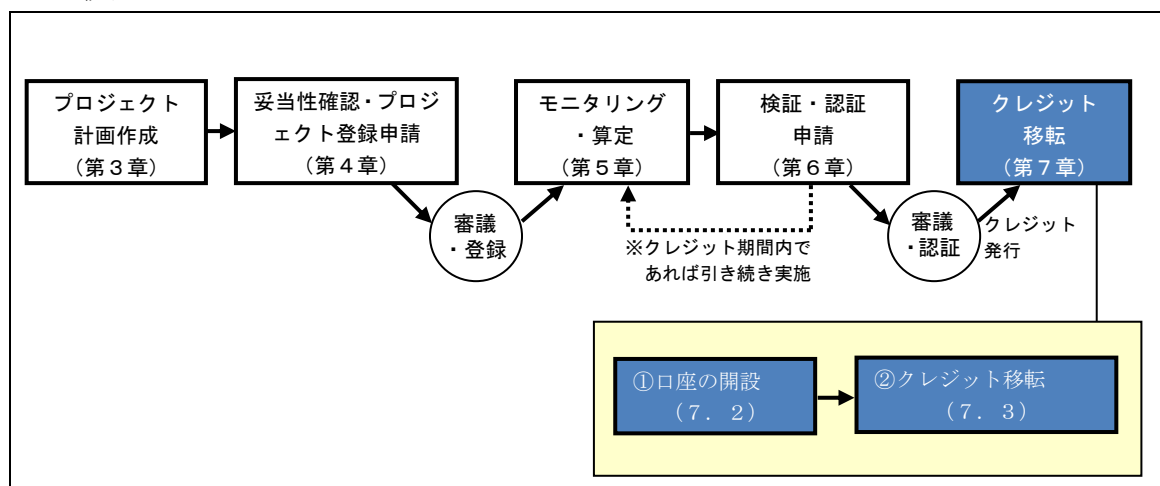 プロジェクト
計画作成
（第３章）
妥当性確認・プロジ
ェクト登録申請
（第４章）
審議
・登録
モニタリング
・算定
（第５章）
検証・認証
申請
（第６章）
※クレジット期間内で
あれば引き続き実施
審議
・認証
クレジット
発行
クレジット
移転
（第７章）
①口座の開設
（７．２）
②クレジット移転
（７．３）